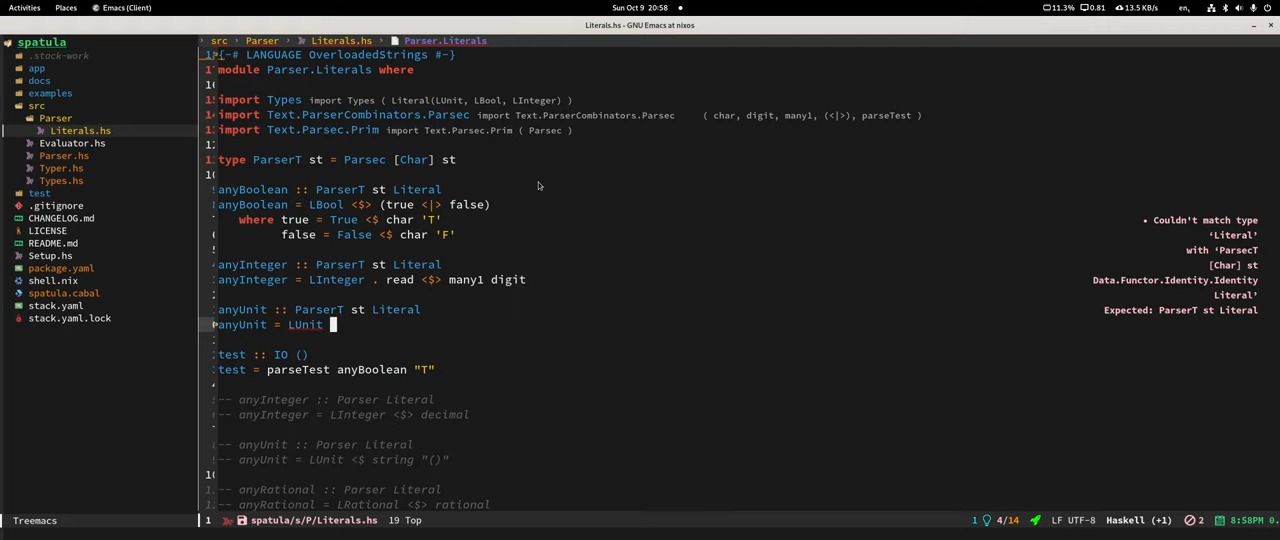 Activities Places Emacs (Client) Sun Oct 9 20:58 11.3% 0.81 13.5 KB/s en,
Literals.hs - GNU Emacs at nixos
spatula
.stack-work
app
docs
examples
src
Parser
Literals.hs
Evaluator.hs
Parser.hs
Typer.hs
Types.hs
test
.gitignore
CHANGELOG.md
LICENSE
README.md
Setup.hs
package.yaml
shell.nix
spatula.cabal
stack.yaml
stack.yaml.lock
Treemacs
› src › Parser › Literals.hs › Parser.Literals
{-# LANGUAGE OverloadedStrings #-}
module Parser.Literals where
import Types import Types ( Literal(LUnit, LBool, LInteger) )
import Text.ParserCombinators.Parsec import Text.ParserCombinators.Parsec ( char, digit, many1, (<|>), parseTest )
import Text.Parsec.Prim import Text.Parsec.Prim ( Parsec )
type ParserT st = Parsec [Char] st
anyBoolean :: ParserT st Literal
anyBoolean = LBool <$> (true <|> false)
where true = True <$ char 'T'
false = False <$ char 'F'
anyInteger :: ParserT st Literal
anyInteger = LInteger . read <$> many1 digit
anyUnit :: ParserT st Literal
anyUnit = LUnit
test :: IO ()
test = parseTest anyBoolean "T"
-- anyInteger :: Parser Literal
-- anyInteger = LInteger <$> decimal
-- anyUnit :: Parser Literal
-- anyUnit = LUnit <$ string "()"
-- anyRational :: Parser Literal
-- anyRational = LRational <$> rational
• Couldn't match type
‘Literal’
with ‘ParsecT
[Char] st
Data.Functor.Identity.Identity
Literal’
Expected: ParserT st Literal
1 spatula/s/P/Literals.hs 19 Top 1 4/14 LF UTF-8 Haskell (+1) 2 8:58PM 0.